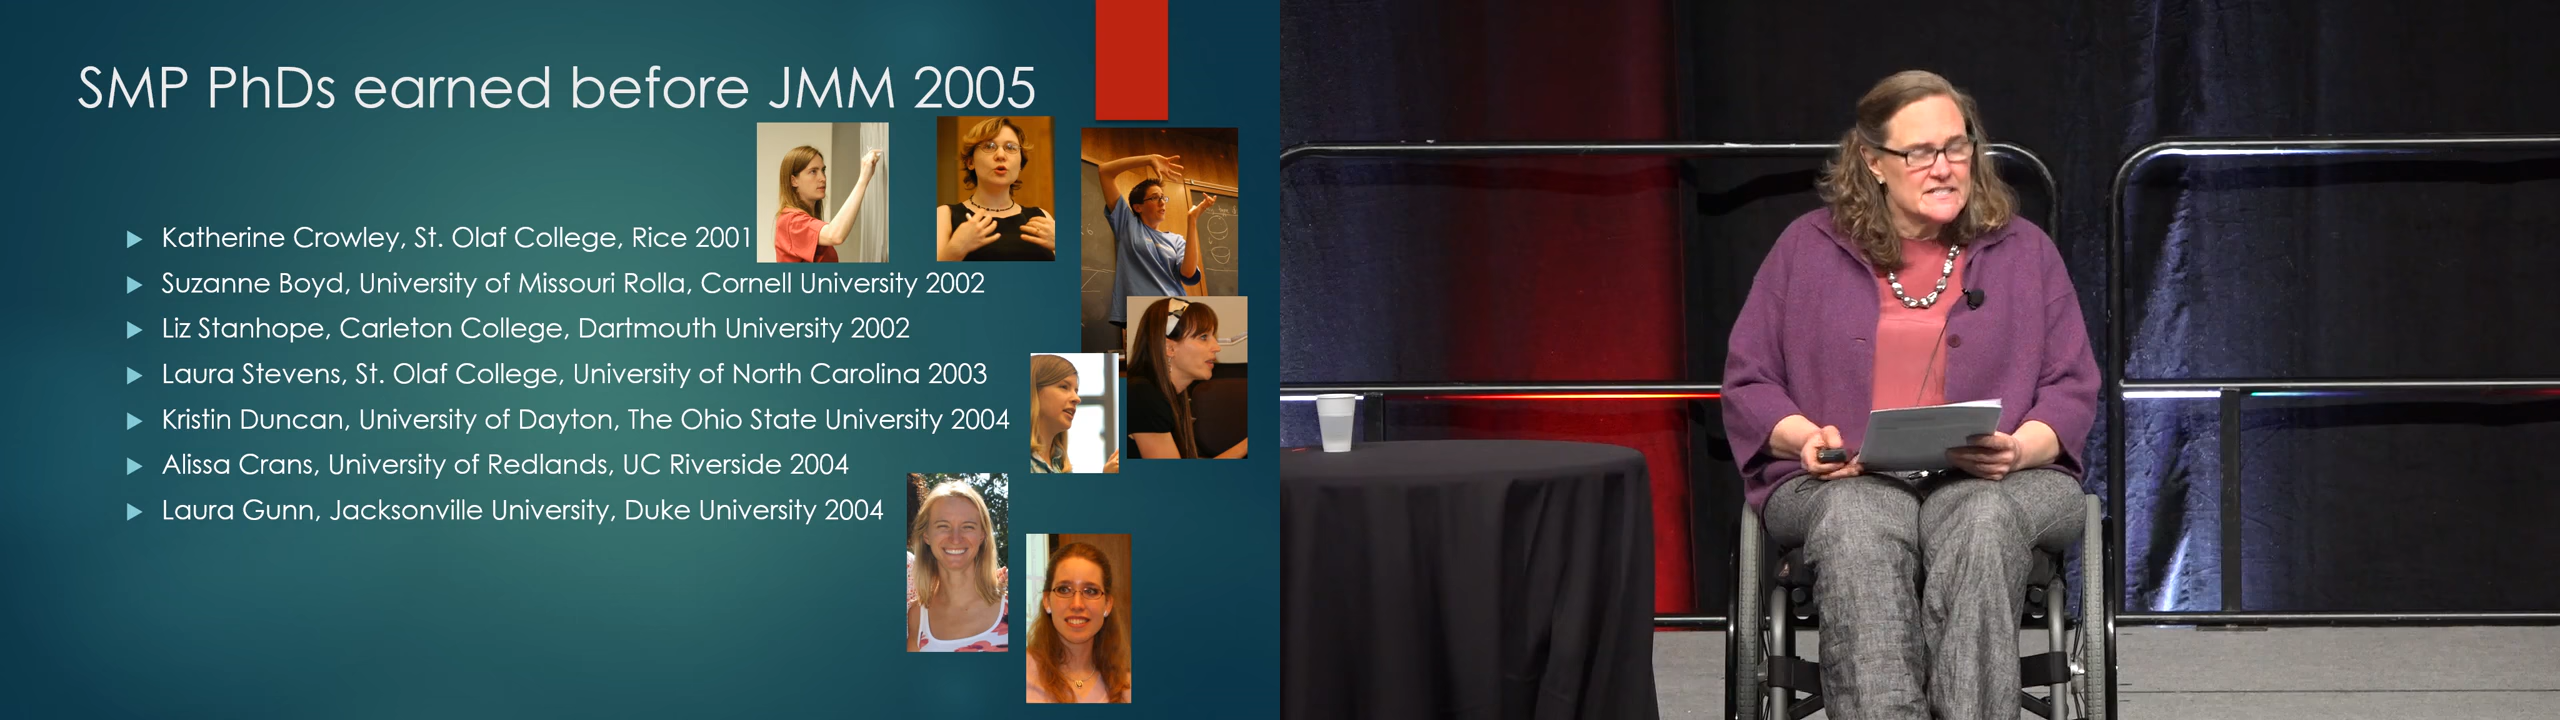 SMP PhDs earned before JMM 2005
Katherine Crowley, St. Olaf College, Rice 2001
Suzanne Boyd, University of Missouri Rolla, Cornell University 2002
Liz Stanhope, Carleton College, Dartmouth University 2002
Laura Stevens, St. Olaf College, University of North Carolina 2003
Kristin Duncan, University of Dayton, The Ohio State University 2004
Alissa Crans, University of Redlands, UC Riverside 2004
Laura Gunn, Jacksonville University, Duke University 2004